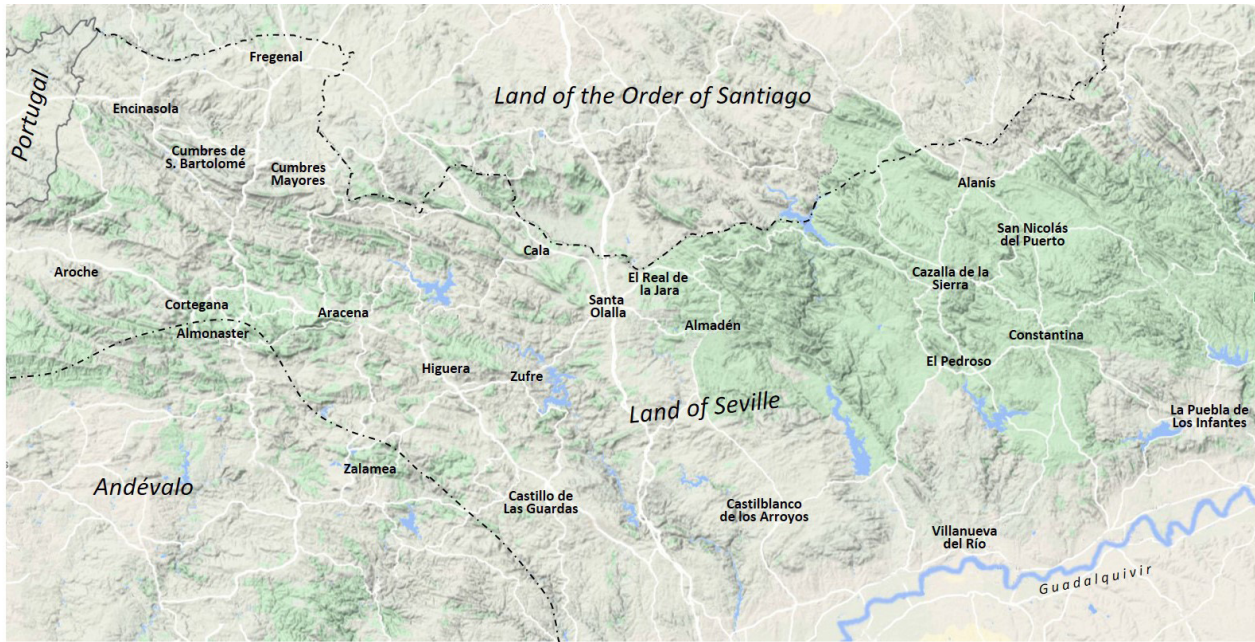 Portugal
Fregenal
Land of the Order of Santiago
Encinasola
Cumbres de
S. Bartolomé
Cumbres
Mayores
Alanís
San Nicolás
del Puerto
Cala
Aroche
El Real de
la Jara
Cazalla de la
Sierra
Cortegana
Santa
Olalla
Aracena
Almonaster
Almadén
Constantina
Higuera
Zufre
El Pedroso
Land of Seville
La Puebla de
Los Infantes
Zalamea
Andévalo
Castillo de
Las Guardas
Castilblanco
de los Arroyos
Villanueva
del Río
Guadalquivir